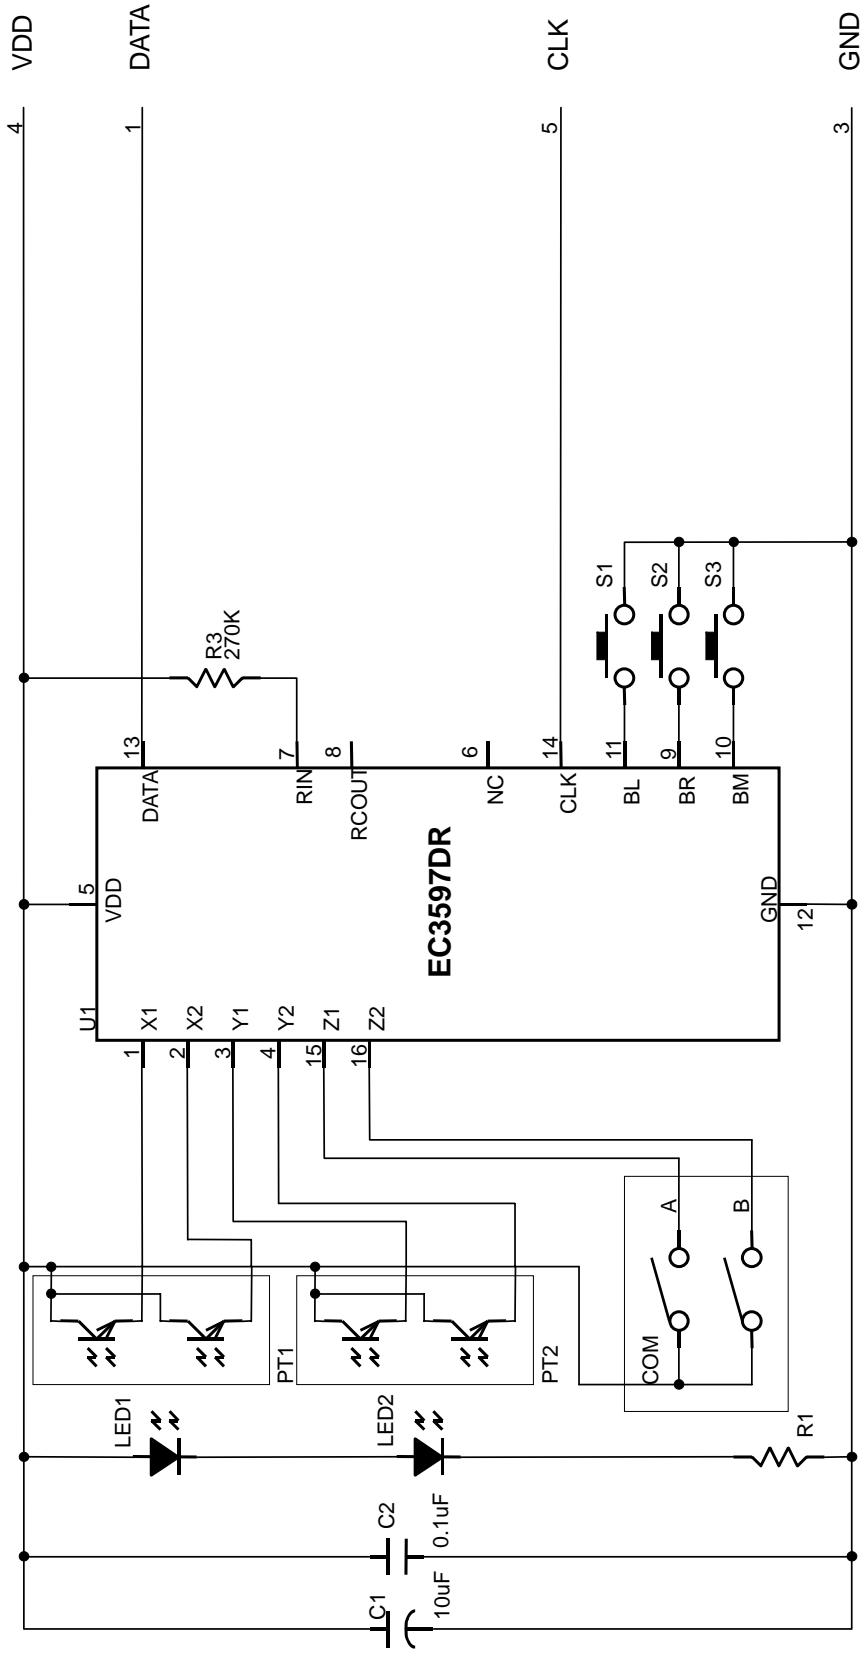 VDD
DATA
CLK
GND
4
1
5
3
S1
S2
S3
R3
270K
13
7
8
6
14
11
9
10
DATA
RIN
RCOUT
NC
CLK
BL
BR
BM
5
VDD
EC3597DR
GND
12
U1
X1
X2
Y1
Y2
Z1
Z2
1
2
3
4
15
16
A
B
COM
PT1
PT2
LED1
LED2
R1
C2
0.1uF
C1
10uF